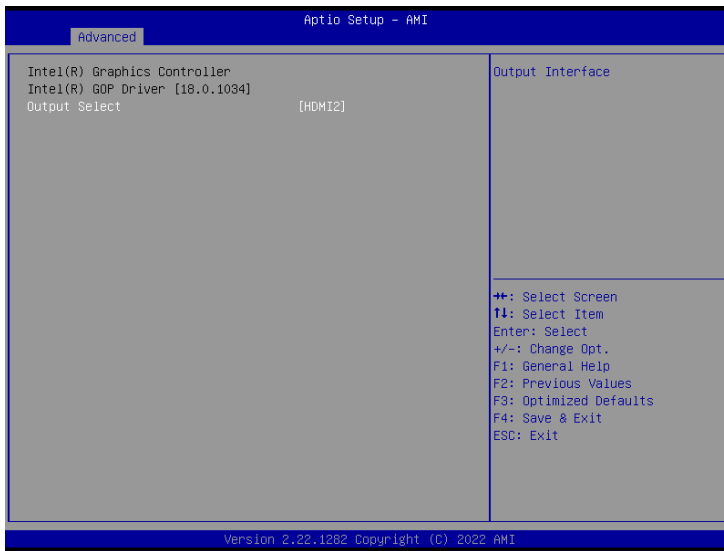 Aptio Setup - AMI
Advanced
Intel(R) Graphics Controller
Intel(R) GOP Driver [18.0.1034]
Output Select [HDMI2]
Output Interface
→←: Select Screen
↑↓: Select Item
Enter: Select
+/-: Change Opt.
F1: General Help
F2: Previous Values
F3: Optimized Defaults
F4: Save & Exit
ESC: Exit
Version 2.22.1282 Copyright (C) 2022 AMI